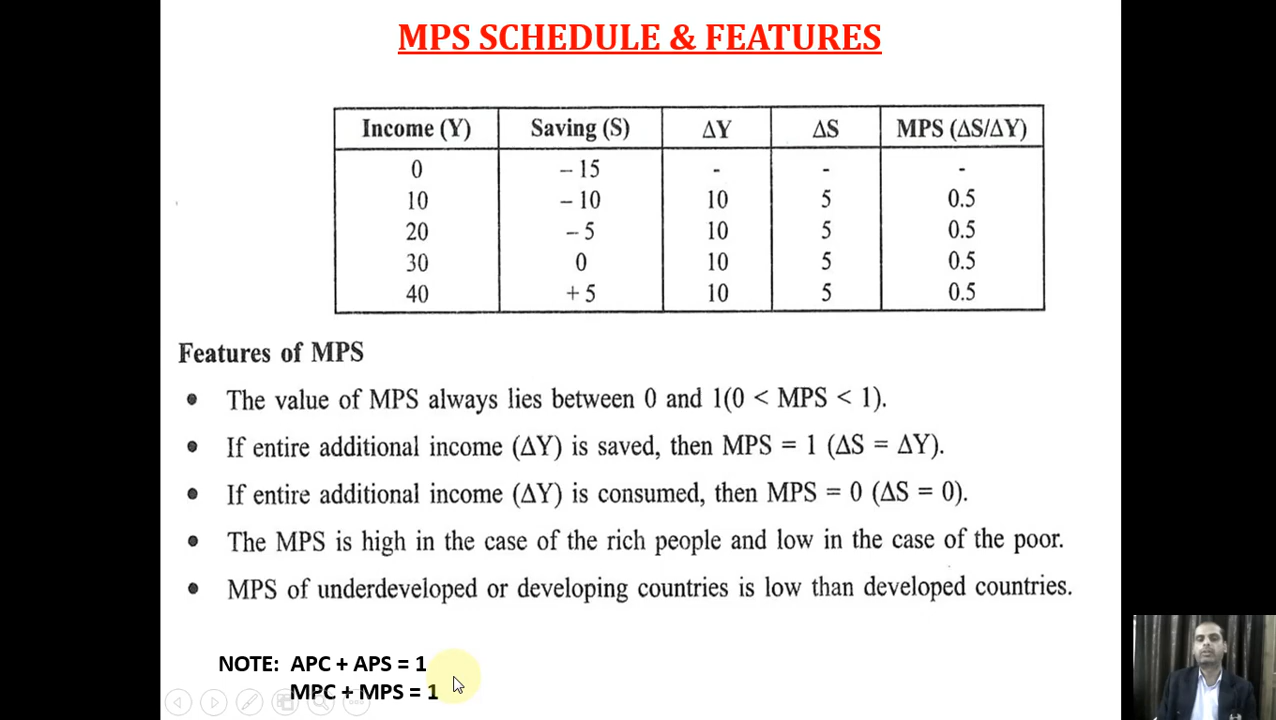 MPS SCHEDULE & FEATURES
Income (Y) Saving (S) ΔY ΔS MPS (ΔS/ΔY)
0 – 15 - - -
10 – 10 10 5 0.5
20 – 5 10 5 0.5
30 0 10 5 0.5
40 + 5 10 5 0.5
Features of MPS
• The value of MPS always lies between 0 and 1(0 < MPS < 1).
• If entire additional income (ΔY) is saved, then MPS = 1 (ΔS = ΔY).
• If entire additional income (ΔY) is consumed, then MPS = 0 (ΔS = 0).
• The MPS is high in the case of the rich people and low in the case of the poor.
• MPS of underdeveloped or developing countries is low than developed countries.
NOTE: APC + APS = 1
MPC + MPS = 1